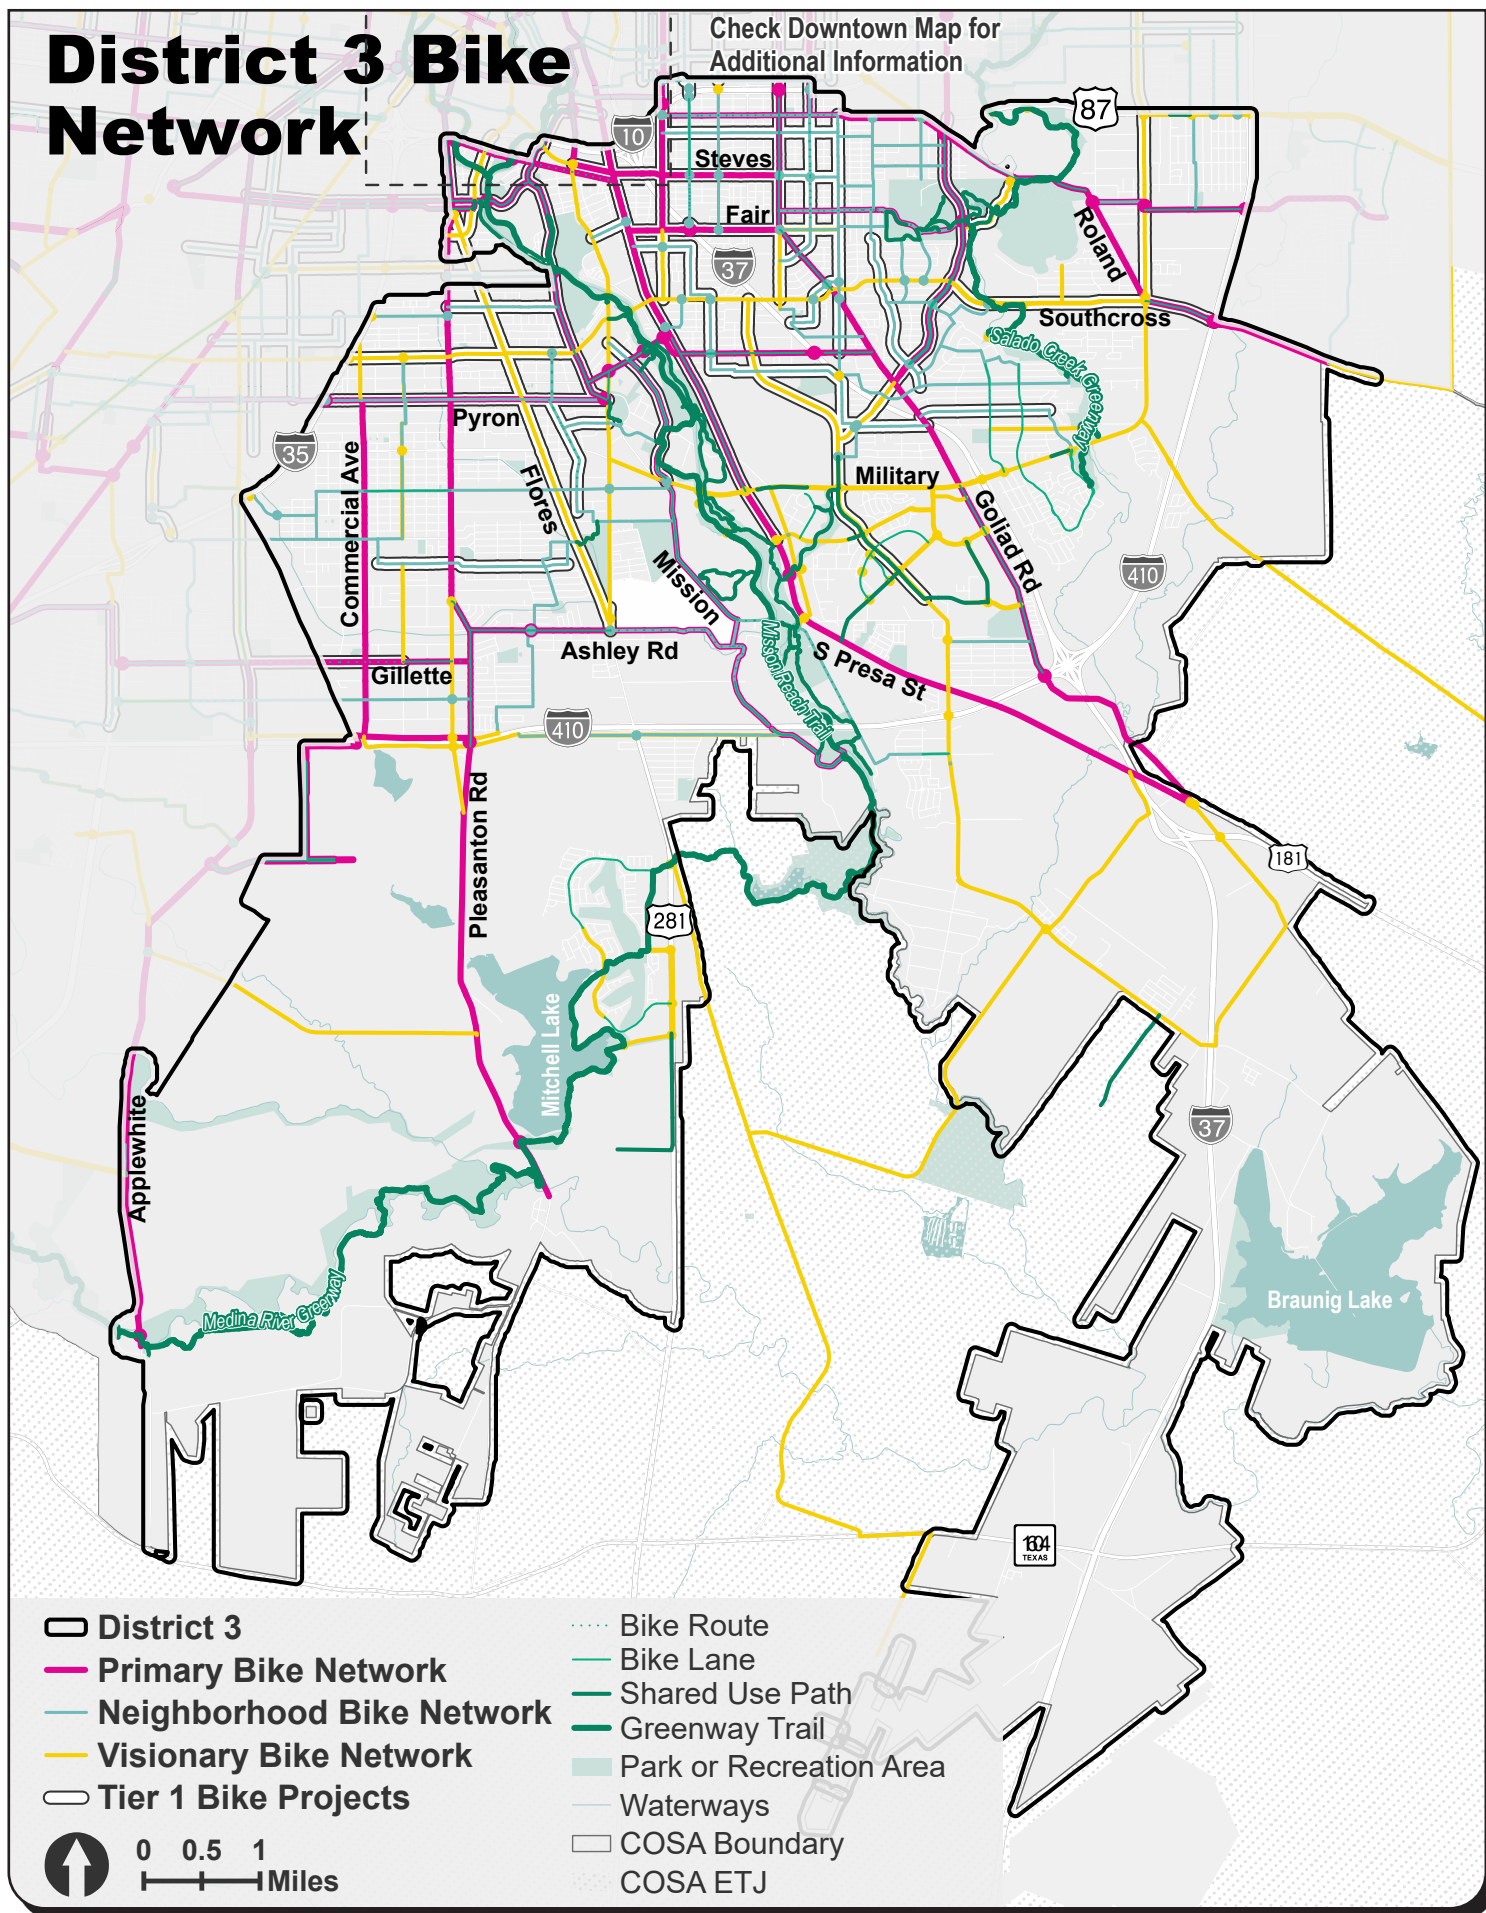 District 3 Bike
Network
Check Downtown Map for
Additional Information
87
10
Steves
Fair
Roland
37
Southcross
Salado Creek Greenway
Pyron
35
Commercial Ave
Flores
Military
Goliad Rd
410
Mission
Ashley Rd
Mission Reach Trail
S Presa St
Gillette
410
Pleasanton Rd
181
281
Mitchell Lake
Applewhite
37
Medina River Greenway
Braunig Lake
1604
TEXAS
District 3
Primary Bike Network
Neighborhood Bike Network
Visionary Bike Network
Tier 1 Bike Projects
0 0.5 1
Miles
Bike Route
Bike Lane
Shared Use Path
Greenway Trail
Park or Recreation Area
Waterways
COSA Boundary
COSA ETJ